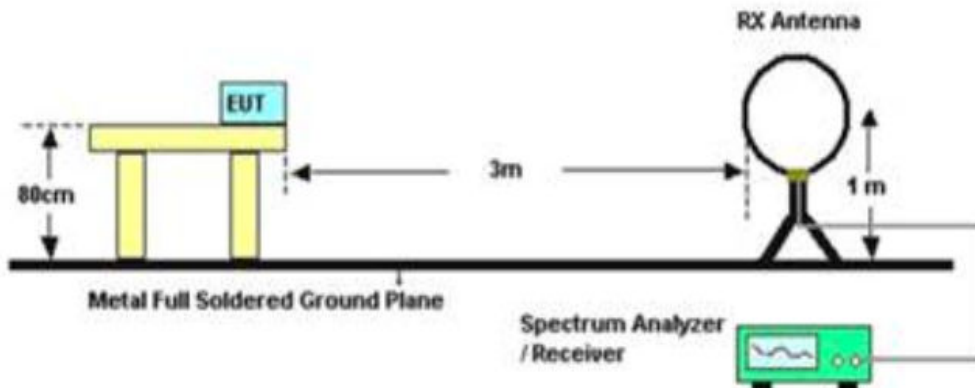 RX Antenna
EUT
80cm
3m
1 m
Metal Full Soldered Ground Plane
Spectrum Analyzer
/ Receiver